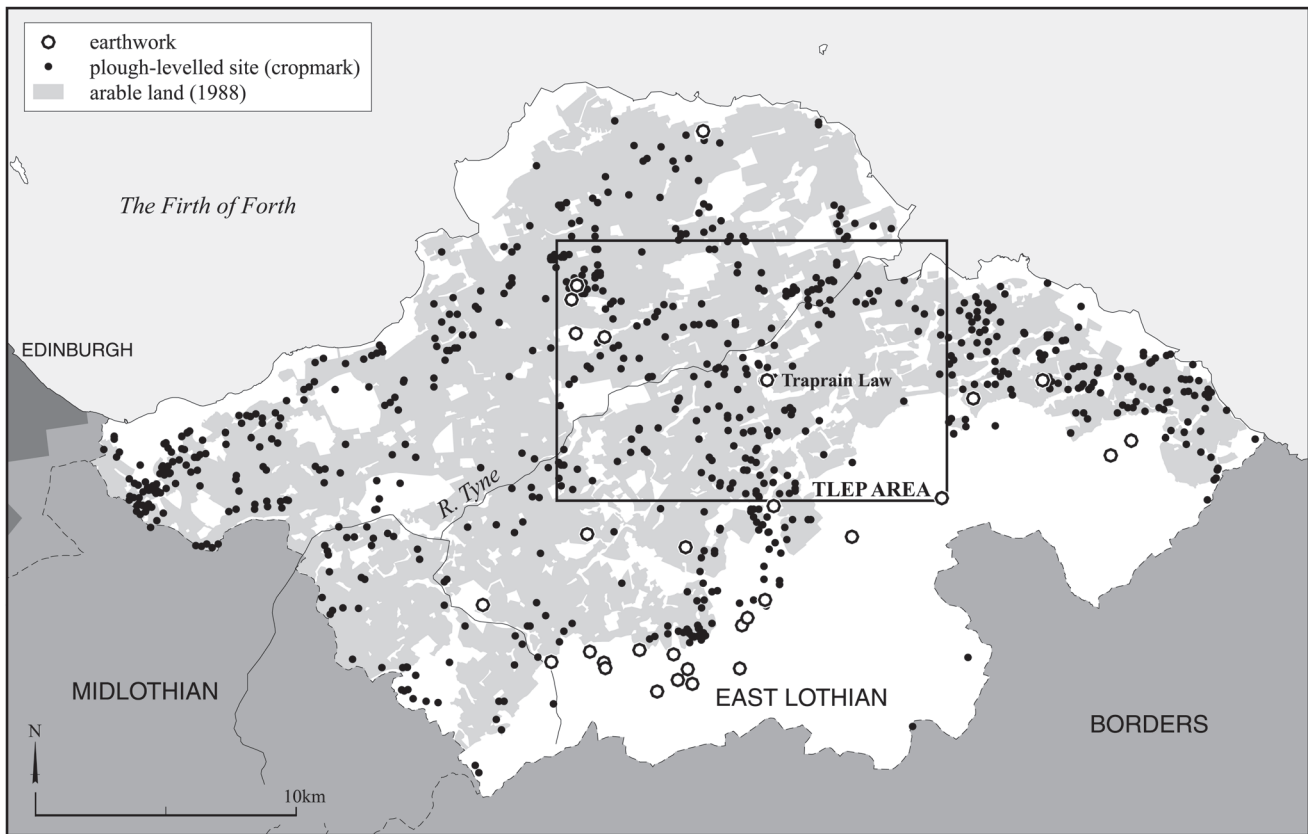 earthwork
plough-levelled site (cropmark)
arable land (1988)
The Firth of Forth
EDINBURGH
Traprain Law
R. Tyne
TLEP AREA
MIDLOTHIAN
EAST LOTHIAN
BORDERS
N
10km